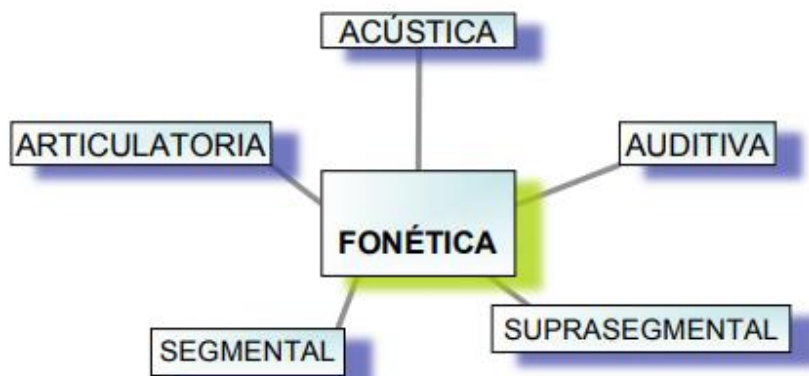 ACÚSTICA
ARTICULATORIA
AUDITIVA
FONÉTICA
SEGMENTAL
SUPRASEGMENTAL